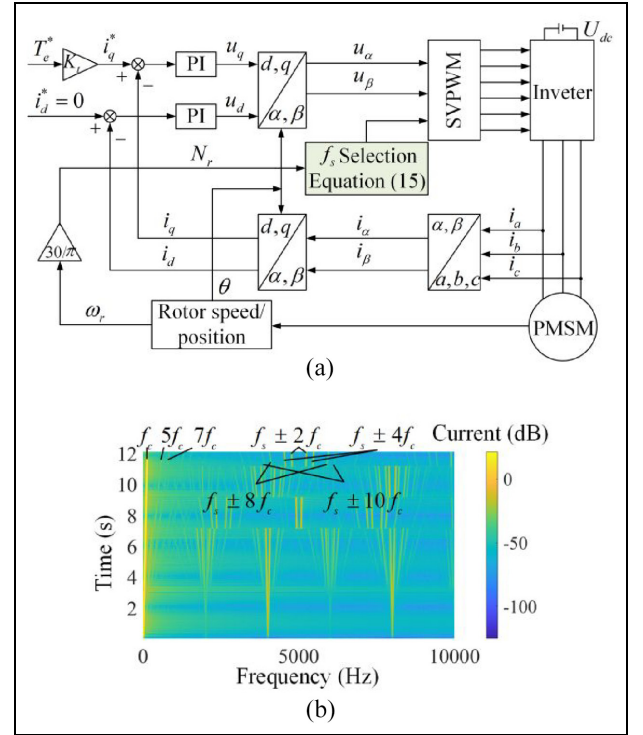 (a)
T_e^* K_t i_q^* + − PI u_q d,q α,β u_α SVPWM Inveter U_dc
i_d^*=0 + − PI u_d u_β
N_r f_s Selection
Equation (15)
30/π i_q d,q i_α α,β i_a
i_d α,β i_β a,b,c i_b
i_c
θ
ω_r Rotor speed/
position
PMSM
(a)
f_c 5f_c 7f_c f_s ± 2f_c f_s ± 4f_c Current (dB)
f_s ± 8f_c f_s ± 10f_c
12
10
8
6
4
2
Time (s)
0
-50
-100
0 5000 10000
Frequency (Hz)
(b)